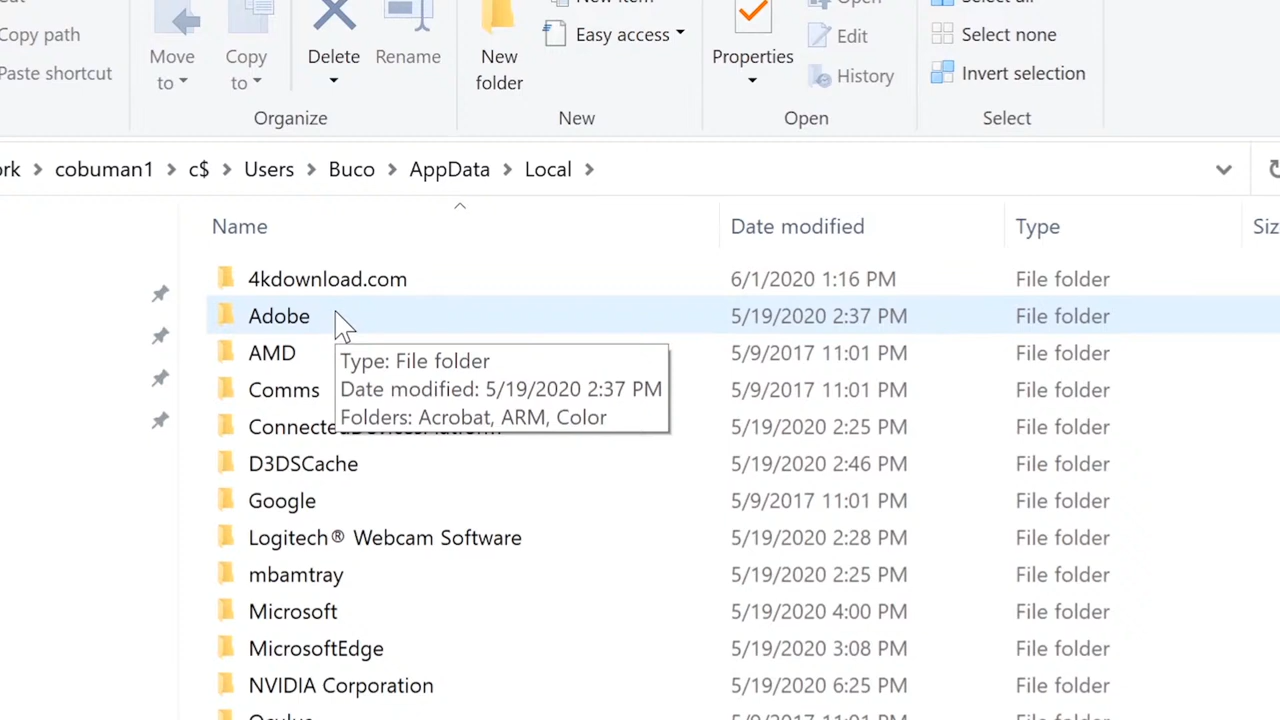 New item
Open
Select all
Copy path
Easy access
Edit
Select none
Move to
Copy to
Delete
Rename
New folder
Properties
Paste shortcut
History
Invert selection
Organize
New
Open
Select
cobuman1 > c$ > Users > Buco > AppData > Local >
Name Date modified Type
4kdownload.com 6/1/2020 1:16 PM File folder
Adobe 5/19/2020 2:37 PM File folder
AMD 5/9/2017 11:01 PM File folder
Type: File folder
Comms 5/9/2017 11:01 PM File folder
Date modified: 5/19/2020 2:37 PM
Folders: Acrobat, ARM, Color
5/19/2020 2:25 PM File folder
D3DSCache 5/19/2020 2:46 PM File folder
Google 5/9/2017 11:01 PM File folder
Logitech® Webcam Software 5/19/2020 2:28 PM File folder
mbamtray 5/19/2020 2:25 PM File folder
Microsoft 5/19/2020 4:00 PM File folder
MicrosoftEdge 5/19/2020 3:08 PM File folder
NVIDIA Corporation 5/19/2020 6:25 PM File folder